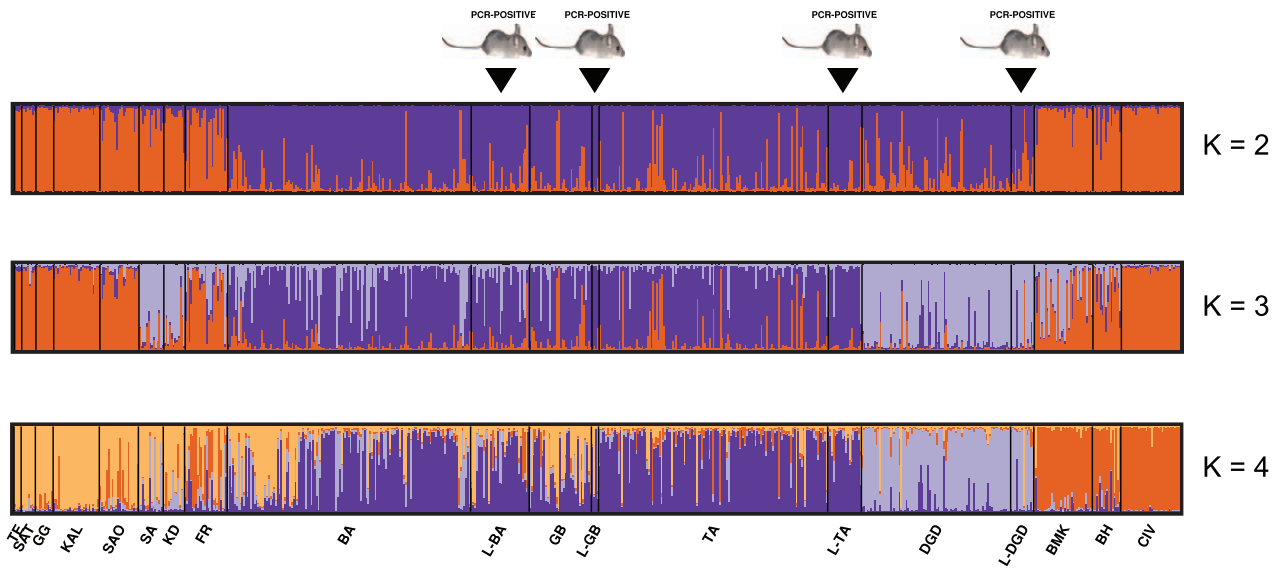 PCR-POSITIVE PCR-POSITIVE PCR-POSITIVE PCR-POSITIVE
K = 2
K = 3
K = 4
TE SAT GG KAL SAO SA KD FR BA L-BA GB L-GB TA L-TA DGD L-DGD BMK BH CIV